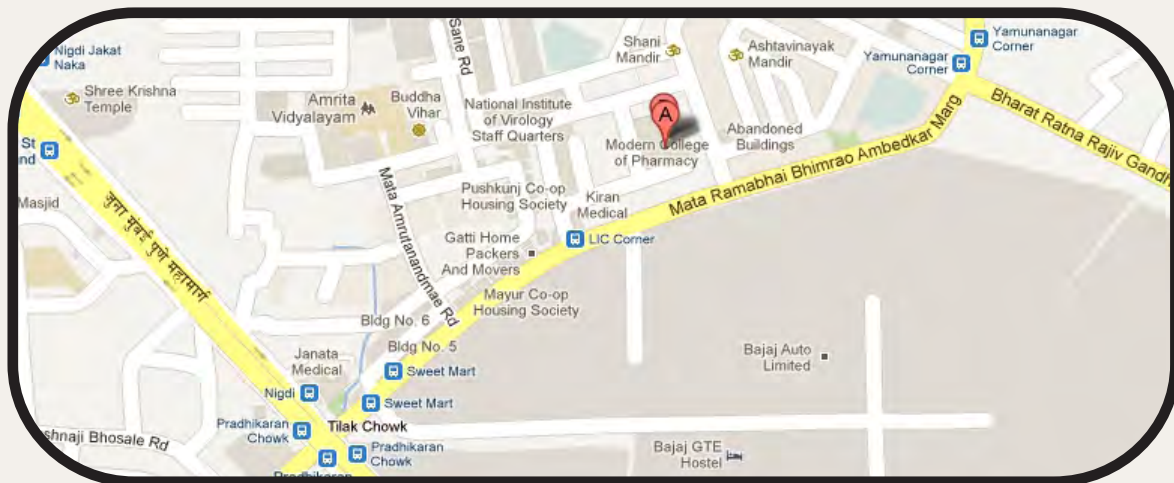 Nigdi Jakat
Naka
Shree Krishna
Temple
St
nd
Masjid
जुना मुंबई पुणे महामार्ग
Amrita
Vidyalayam
Buddha
Vihar
Sane Rd
National Institute
of Virology
Staff Quarters
Shani
Mandir
Ashtavinayak
Mandir
Yamunanagar
Corner
Yamunanagar
Corner
Bharat Ratna Rajiv Gandh
A
Modern College
of Pharmacy
Abandoned
Buildings
Mata Ramabhai Bhimrao Ambedkar Marg
Mata Amrutanandmae Rd
Pushkunj Co-op
Housing Society
Kiran
Medical
LIC Corner
Gatti Home
Packers
And Movers
Mayur Co-op
Housing Society
Bldg No. 6
Bldg No. 5
Janata
Medical
Sweet Mart
Nigdi
Sweet Mart
Bajaj Auto
Limited
Pradhikaran
Chowk
Tilak Chowk
shnaji Bhosale Rd
Pradhikaran
Chowk
Pradhikaran
Bajaj GTE
Hostel